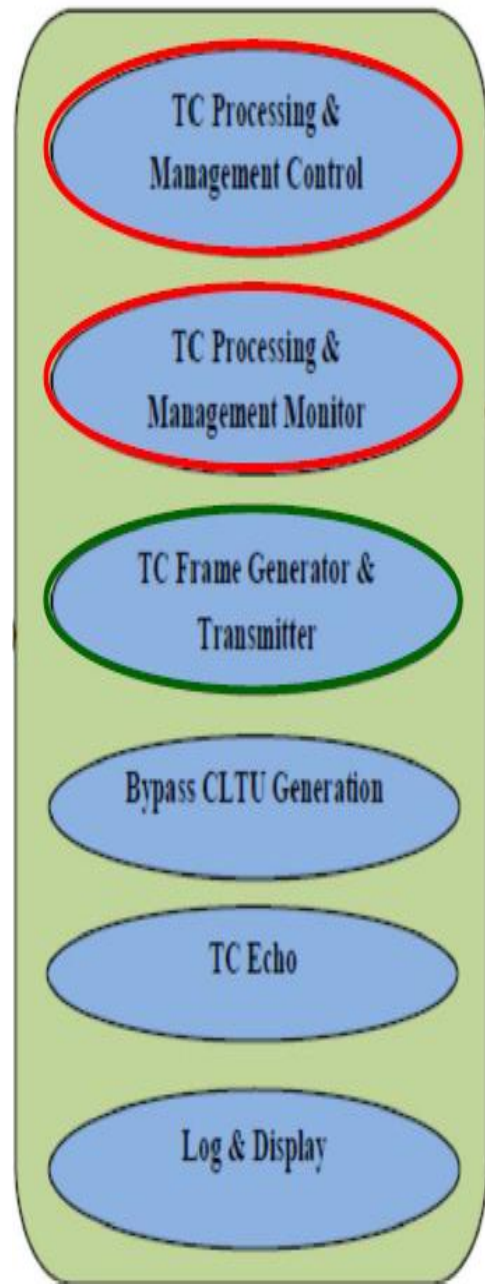 TC Processing &
Management Control
TC Processing &
Management Monitor
TC Frame Generator &
Transmitter
Bypass CLTU Generation
TC Echo
Log & Display